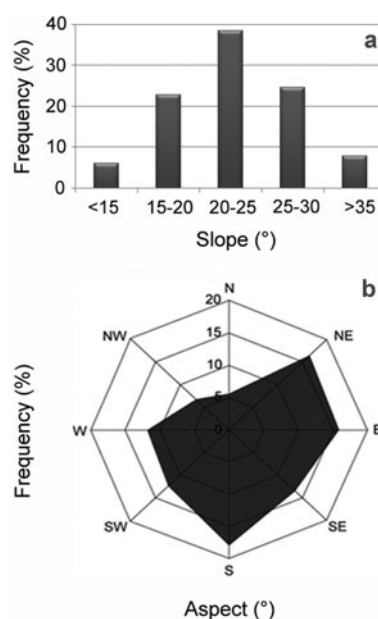 a
Frequency (%)
40
30
20
10
0
<15 15-20 20-25 25-30 >35
Slope (°)
b
Frequency (%)
N
NE
E
SE
S
SW
W
NW
20
15
10
5
0
Aspect (°)